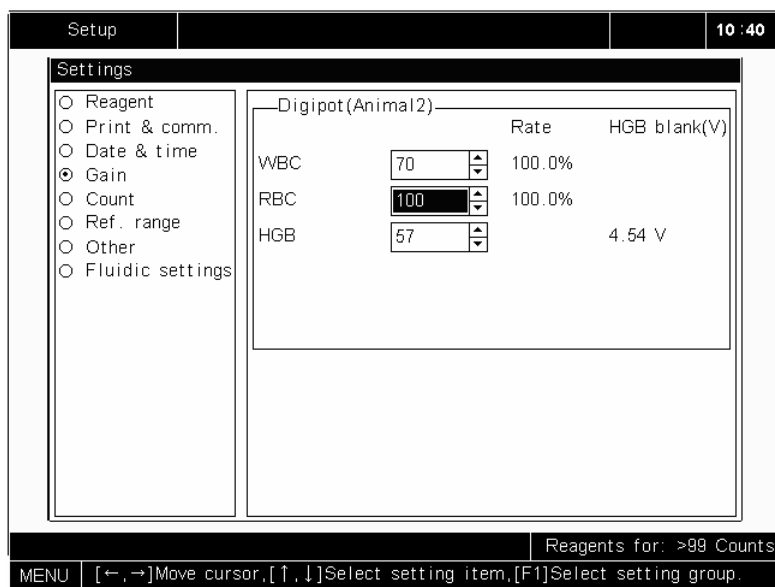 Setup
10:40
Settings
Reagent
Print & comm.
Date & time
Gain
Count
Ref. range
Other
Fluidic settings
Digipot(Animal2)
Rate HGB blank(V)
WBC 70 100.0%
RBC 100 100.0%
HGB 57 4.54 V
Reagents for: >99 Counts
MENU [←,→]Move cursor,[↑,↓]Select setting item,[F1]Select setting group.